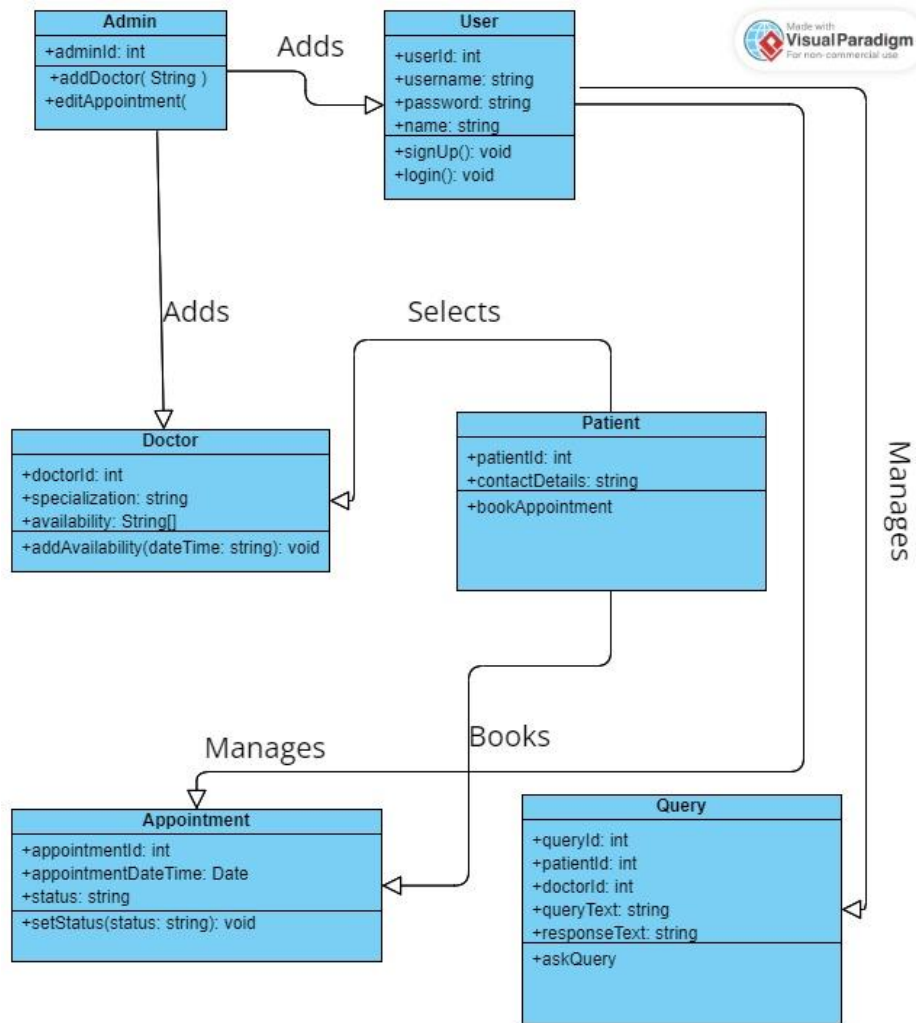 Admin
+adminId: int
+addDoctor( String )
+editAppointment(
Adds
User
+userId: int
+username: string
+password: string
+name: string
+signUp(): void
+login(): void
Made with
Visual Paradigm
For non-commercial use
Adds
Selects
Doctor
+doctorId: int
+specialization: string
+availability: String[]
+addAvailability(dateTime: string): void
Patient
+patientId: int
+contactDetails: string
+bookAppointment
Manages
Manages
Books
Appointment
+appointmentId: int
+appointmentDateTime: Date
+status: string
+setStatus(status: string): void
Query
+queryId: int
+patientId: int
+doctorId: int
+queryText: string
+responseText: string
+askQuery